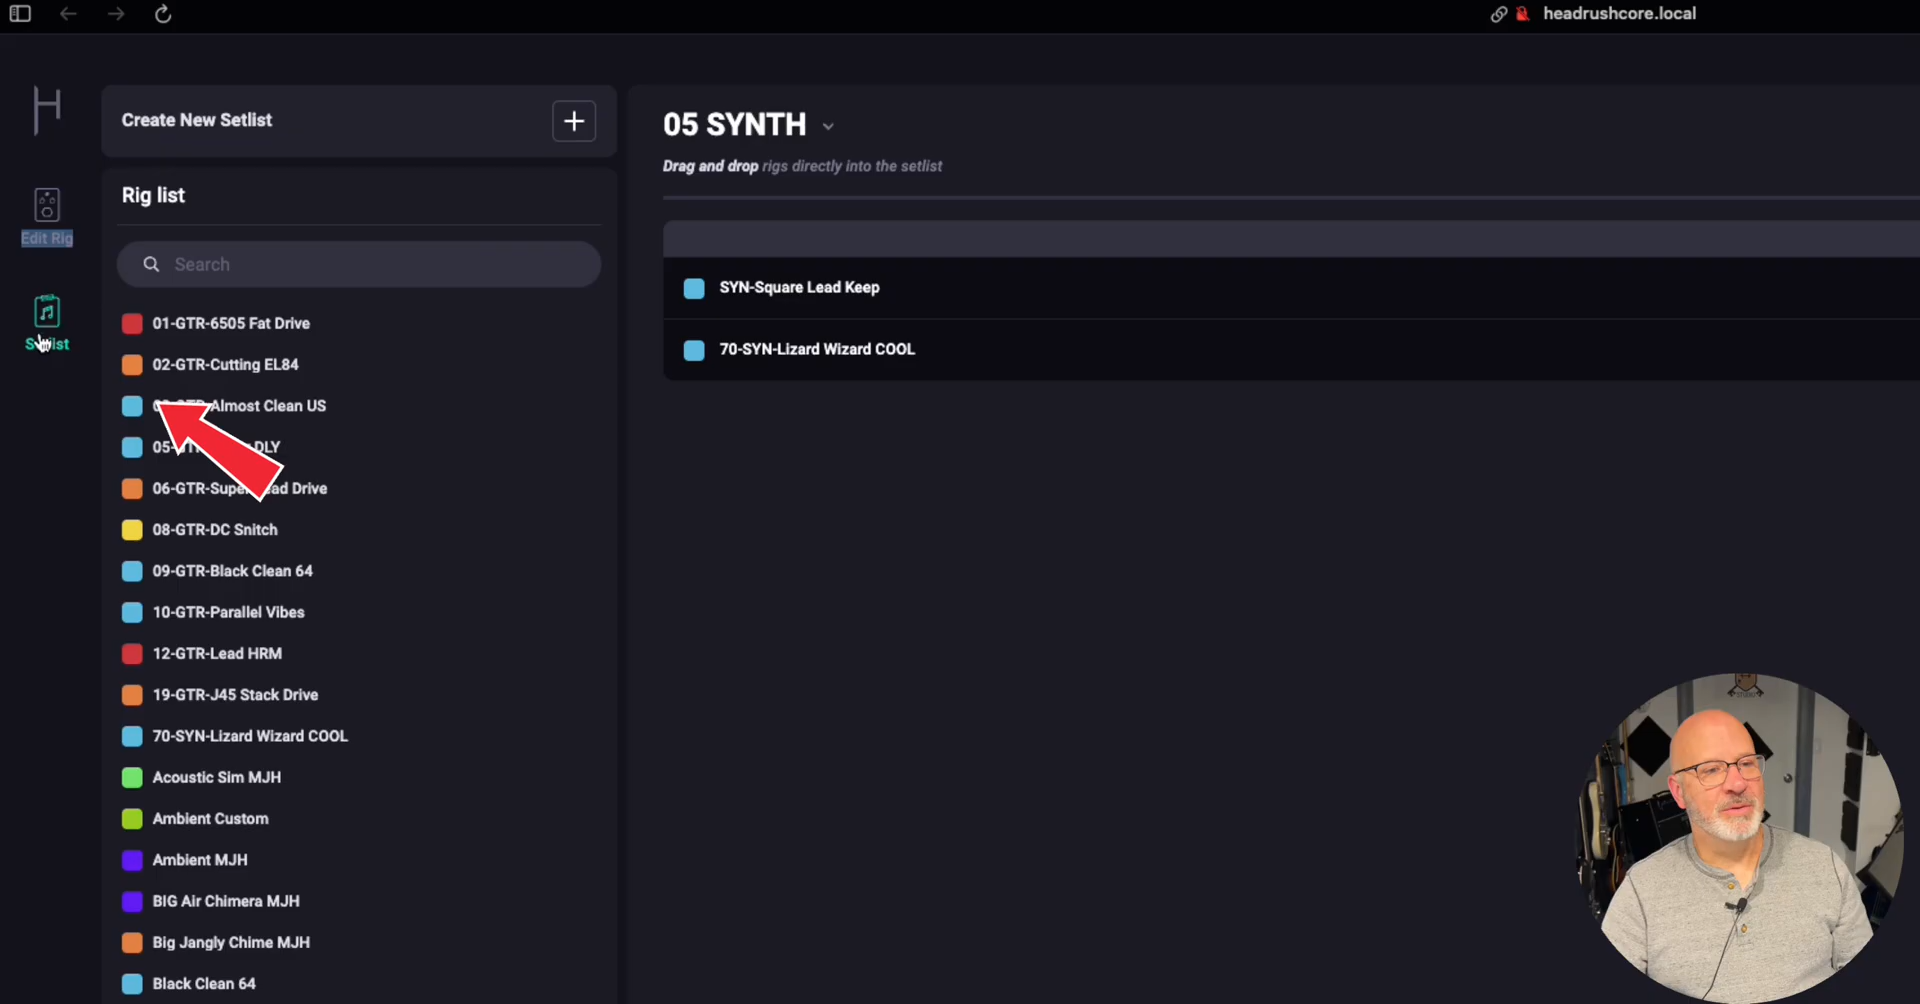 headrushcore.local
Create New Setlist
05 SYNTH
Drag and drop rigs directly into the setlist
Rig list
Edit Rig
Search
SYN-Square Lead Keep
01-GTR-6505 Fat Drive
02-GTR-Cutting EL84
70-SYN-Lizard Wizard COOL
Almost Clean US
DLY
06-GTR-Super Drive
08-GTR-DC Snitch
09-GTR-Black Clean 64
10-GTR-Parallel Vibes
12-GTR-Lead HRM
19-GTR-J45 Stack Drive
70-SYN-Lizard Wizard COOL
Acoustic Sim MJH
Ambient Custom
Ambient MJH
BIG Air Chimera MJH
Big Jangly Chime MJH
Black Clean 64